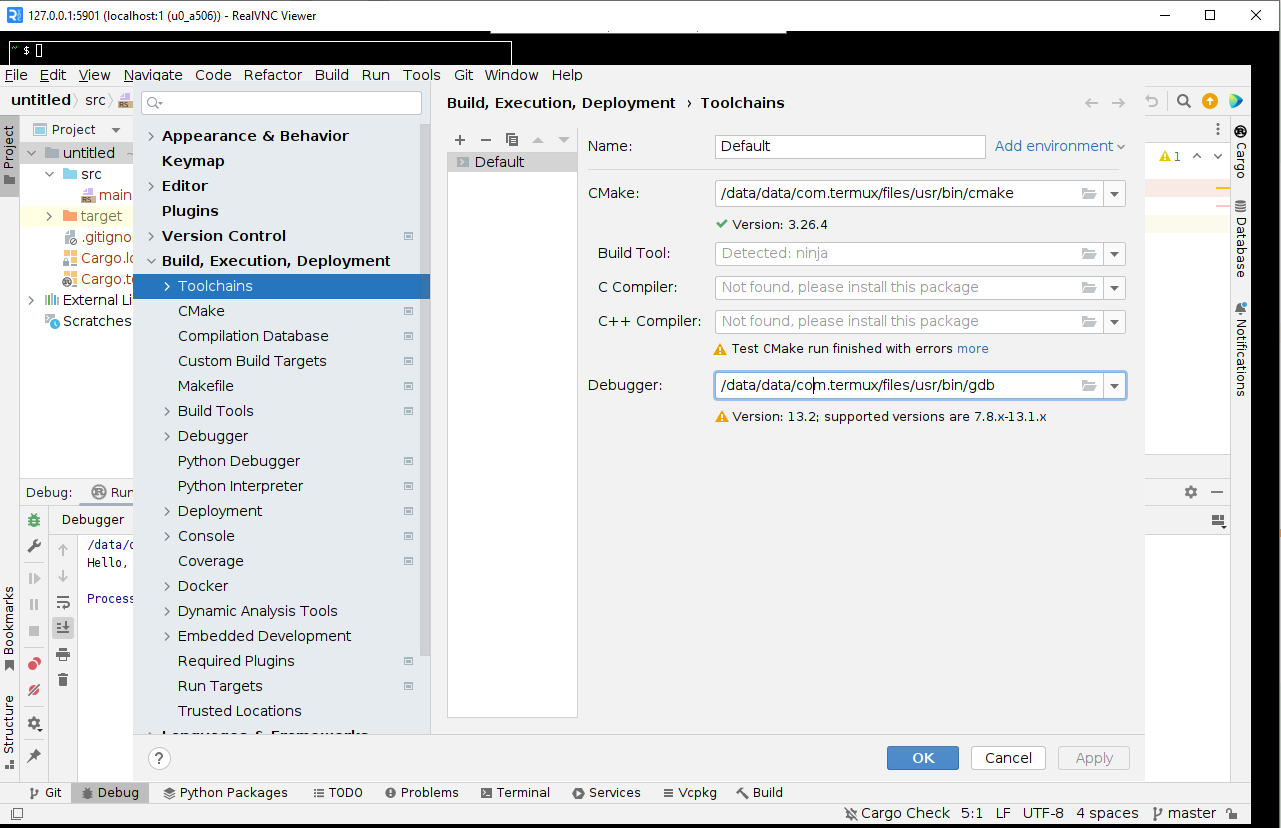 127.0.0.1:5901 (localhost:1 (u0_a506)) - RealVNC Viewer
~ $
File Edit View Navigate Code Refactor Build Run Tools Git Window Help
untitled src
Project
untitled
src
main
target
.gitigno
Cargo.lo
Cargo.to
External Li
Scratches
Project
Bookmarks
Structure
Appearance & Behavior
Keymap
Editor
Plugins
Version Control
Build, Execution, Deployment
Toolchains
CMake
Compilation Database
Custom Build Targets
Makefile
Build Tools
Debugger
Python Debugger
Python Interpreter
Deployment
Console
Coverage
Docker
Dynamic Analysis Tools
Embedded Development
Required Plugins
Run Targets
Trusted Locations
Languages & Frameworks
Build, Execution, Deployment › Toolchains
Default
Name: Default Add environment
CMake: /data/data/com.termux/files/usr/bin/cmake
Version: 3.26.4
Build Tool: Detected: ninja
C Compiler: Not found, please install this package
C++ Compiler: Not found, please install this package
Test CMake run finished with errors more
Debugger: /data/data/com.termux/files/usr/bin/gdb
Version: 13.2; supported versions are 7.8.x-13.1.x
? OK Cancel Apply
1
Cargo
Database
Notifications
Debug: Run
Debugger
/data/d
Hello,
Process
Git Debug Python Packages TODO Problems Terminal Services Vcpkg Build
Cargo Check 5:1 LF UTF-8 4 spaces master